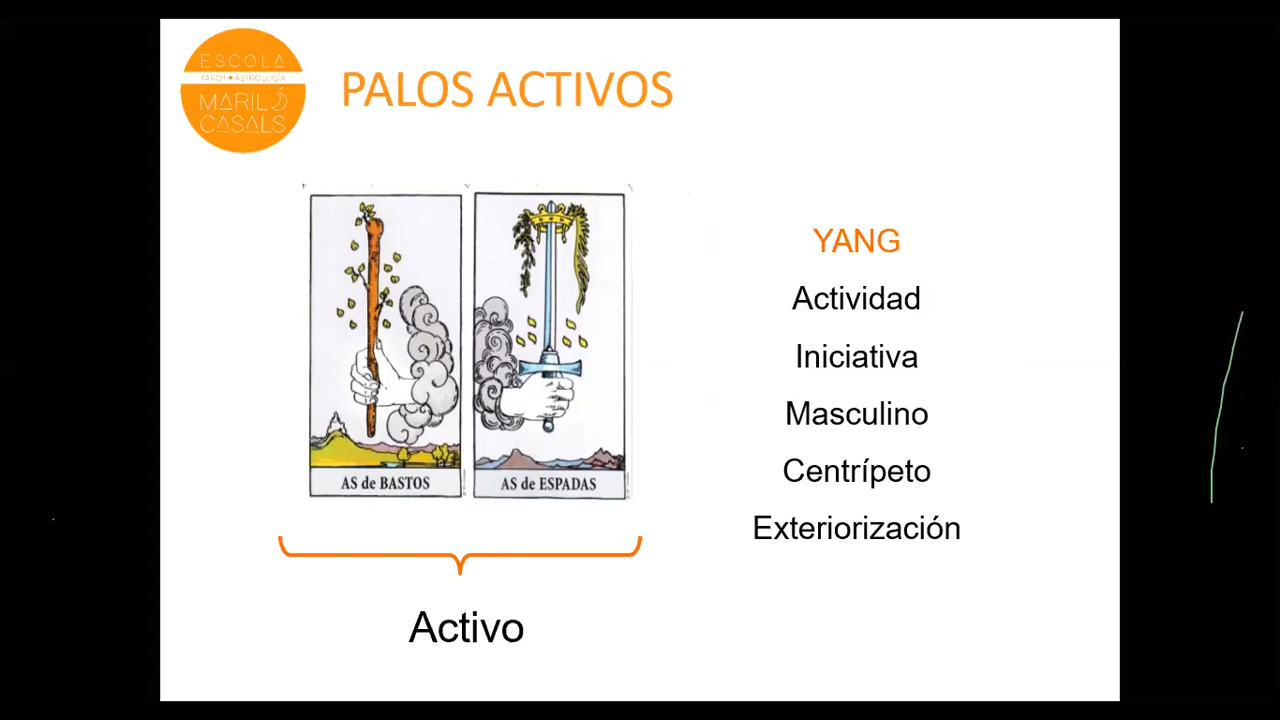 ESCOLA
TAROT • ASTROLOGÍA
MARILÓ
CASALS
PALOS ACTIVOS
AS de BASTOS
AS de ESPADAS
Activo
YANG
Actividad
Iniciativa
Masculino
Centrípeto
Exteriorización